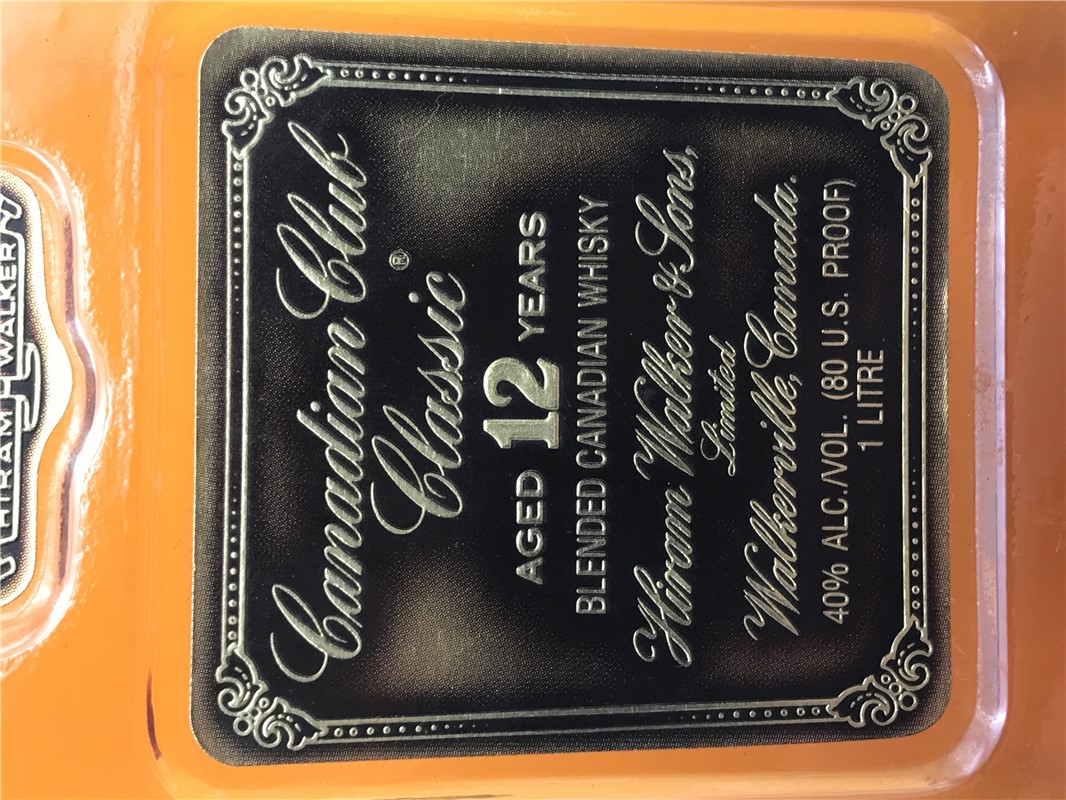 HIRAM WALKER
Canadian Club
Classic®
AGED 12 YEARS
BLENDED CANADIAN WHISKY
Hiram Walker & Sons,
Limited
Walkerville, Canada.
40% ALC./VOL. (80 U.S. PROOF)
1 LITRE